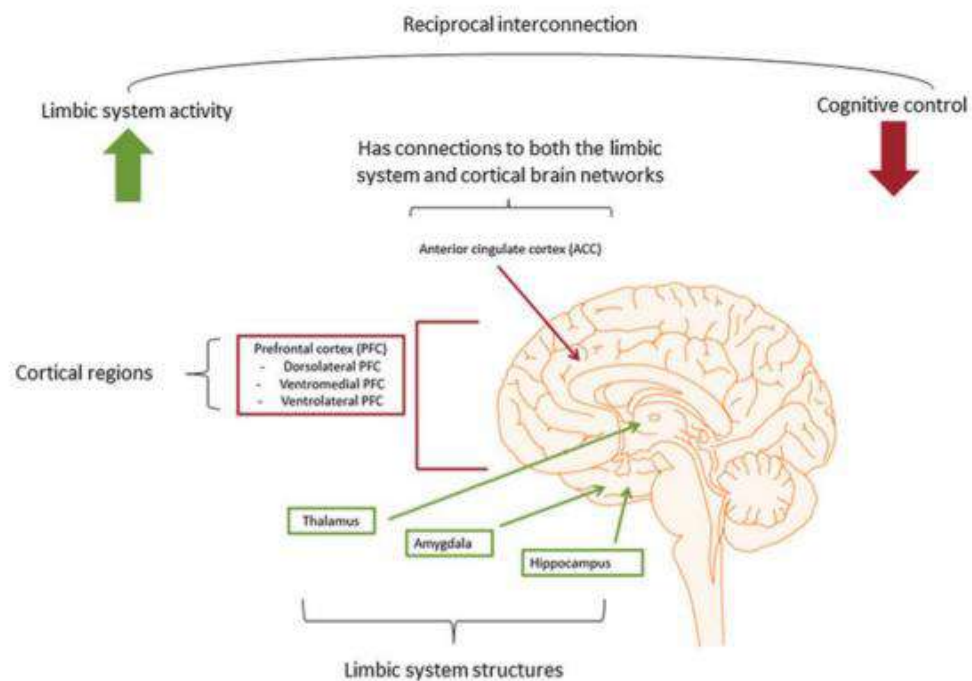 Reciprocal interconnection
Limbic system activity
Cognitive control
Has connections to both the limbic
system and cortical brain networks
Anterior cingulate cortex (ACC)
Cortical regions
Prefrontal cortex (PFC)
- Dorsolateral PFC
- Ventromedial PFC
- Ventrolateral PFC
Thalamus
Amygdala
Hippocampus
Limbic system structures